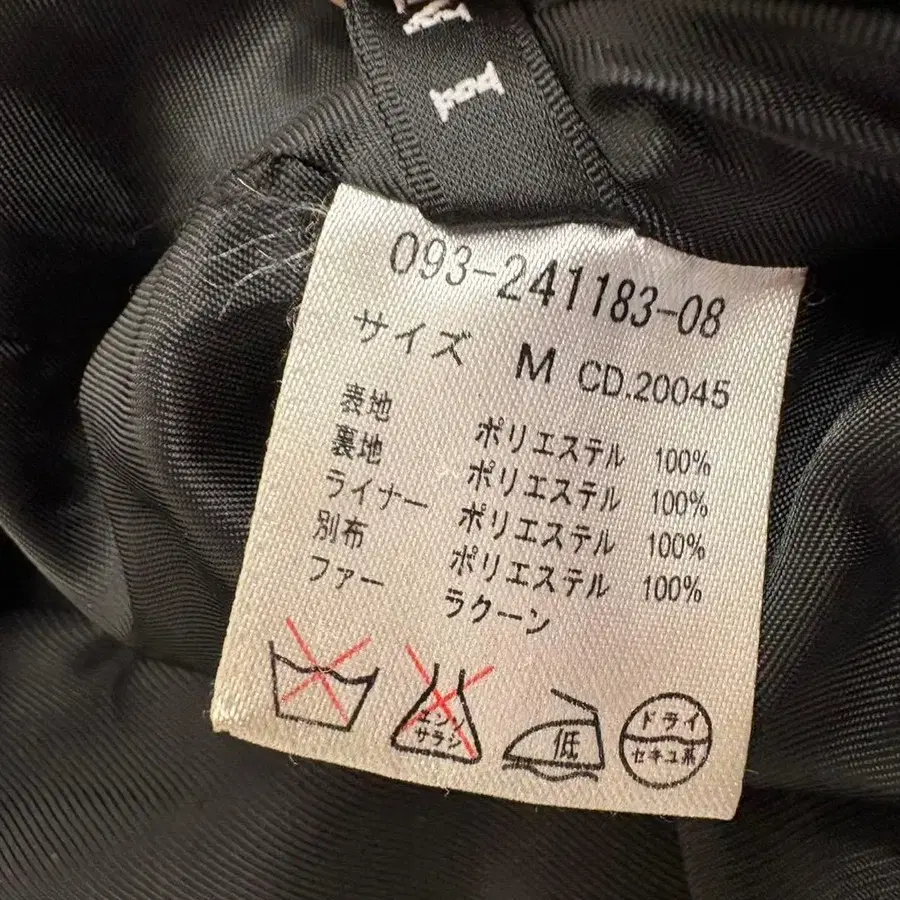 093-241183-08
サイズ M CD.20045
表地 ポリエステル 100%
裏地 ポリエステル 100%
ライナー ポリエステル 100%
別布 ポリエステル 100%
ファー ラクーン
エンソ
サラシ
低
ドライ
セキユ系